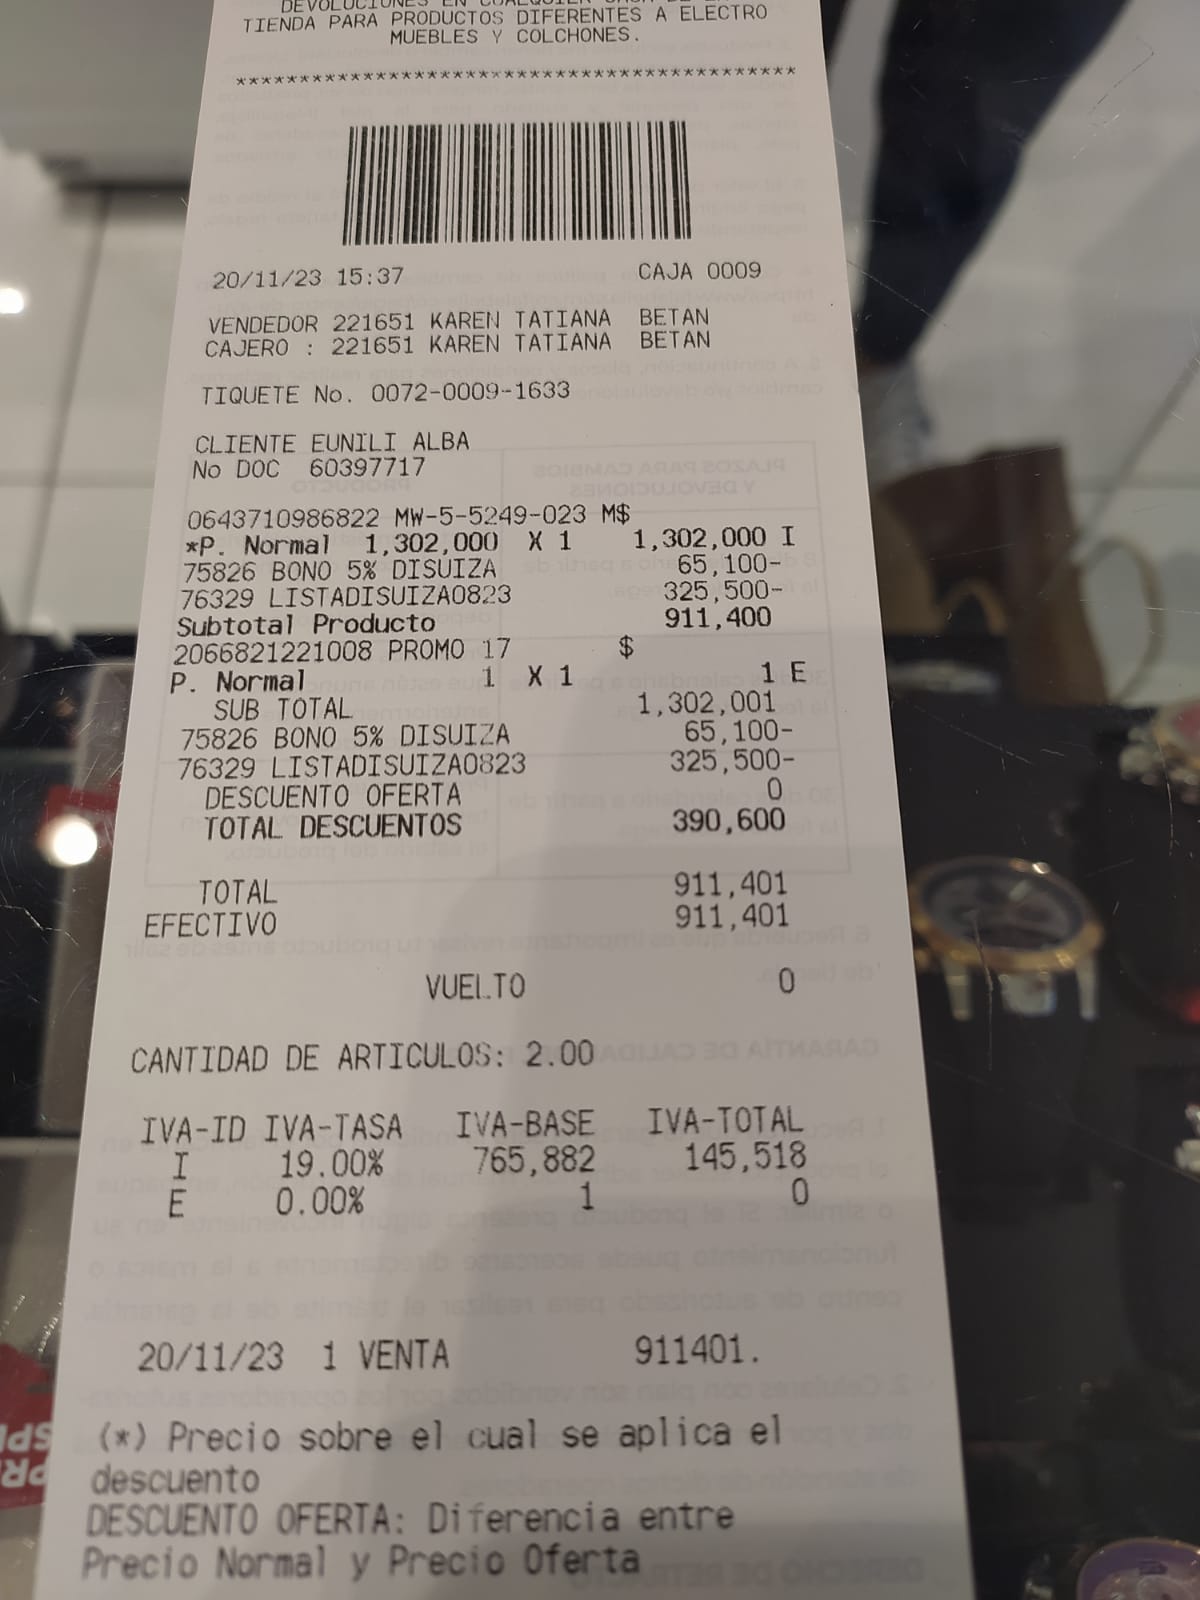 TIENDA PARA PRODUCTOS DIFERENTES A ELECTRO
MUEBLES Y COLCHONES.
********************************************
20/11/23 15:37 CAJA 0009
VENDEDOR 221651 KAREN TATIANA BETAN
CAJERO : 221651 KAREN TATIANA BETAN
TIQUETE No. 0072-0009-1633
CLIENTE EUNILI ALBA
No DOC 60397717
0643710986822 MW-5-5249-023 M$
*P. Normal 1,302,000 X 1 1,302,000 I
75826 BONO 5% DISUIZA 65,100-
76329 LISTADISUIZA0823 325,500-
Subtotal Producto 911,400
2066821221008 PROMO 17 $
P. Normal 1 X 1 1 E
SUB TOTAL 1,302,001
75826 BONO 5% DISUIZA 65,100-
76329 LISTADISUIZA0823 325,500-
DESCUENTO OFERTA 0
TOTAL DESCUENTOS 390,600
TOTAL 911,401
EFECTIVO 911,401
VUELTO 0
CANTIDAD DE ARTICULOS: 2.00
IVA-ID IVA-TASA IVA-BASE IVA-TOTAL
I 19.00% 765,882 145,518
E 0.00% 1 0
20/11/23 1 VENTA 911401.
(*) Precio sobre el cual se aplica el
descuento
DESCUENTO OFERTA: Diferencia entre
Precio Normal y Precio Oferta